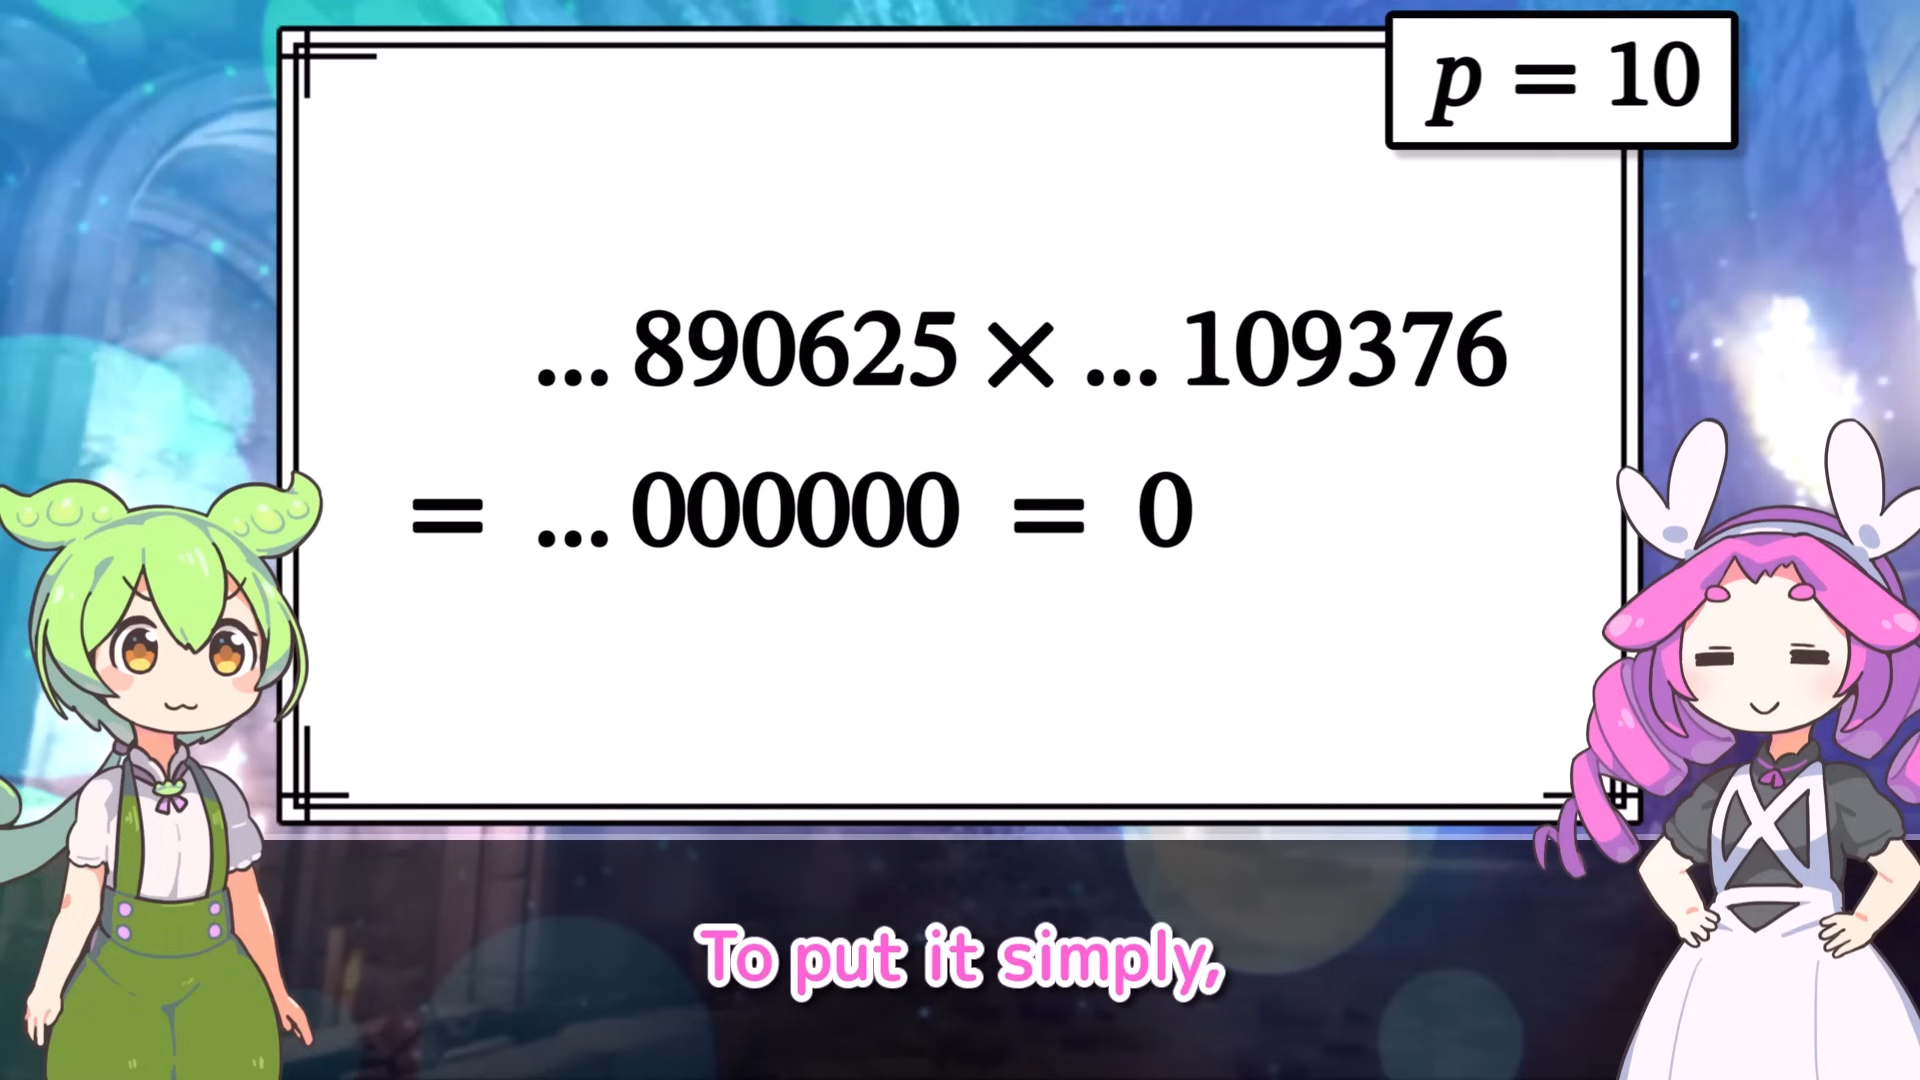 p = 10
... 890625 × ... 109376
= ... 000000 = 0
To put it simply,